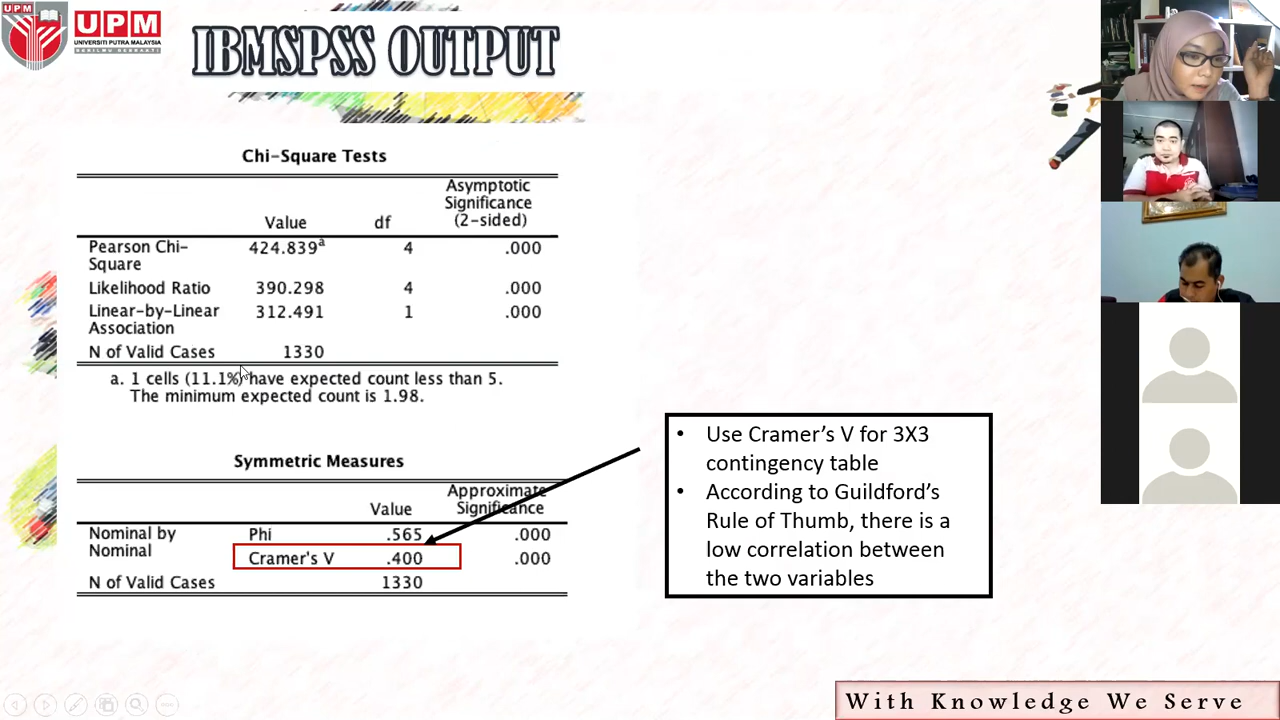 UPM
UPM
UNIVERSITI PUTRA MALAYSIA
BERILMU BERBAKTI
IBMSPSS OUTPUT
Chi-Square Tests
Value df Asymptotic Significance (2-sided)
Pearson Chi-Square 424.839a 4 .000
Likelihood Ratio 390.298 4 .000
Linear-by-Linear Association 312.491 1 .000
N of Valid Cases 1330
a. 1 cells (11.1%) have expected count less than 5.
The minimum expected count is 1.98.
Symmetric Measures
Value Approximate Significance
Nominal by Nominal Phi .565 .000
Cramer's V .400 .000
N of Valid Cases 1330
• Use Cramer’s V for 3X3
contingency table
• According to Guildford’s
Rule of Thumb, there is a
low correlation between
the two variables
With Knowledge We Serve